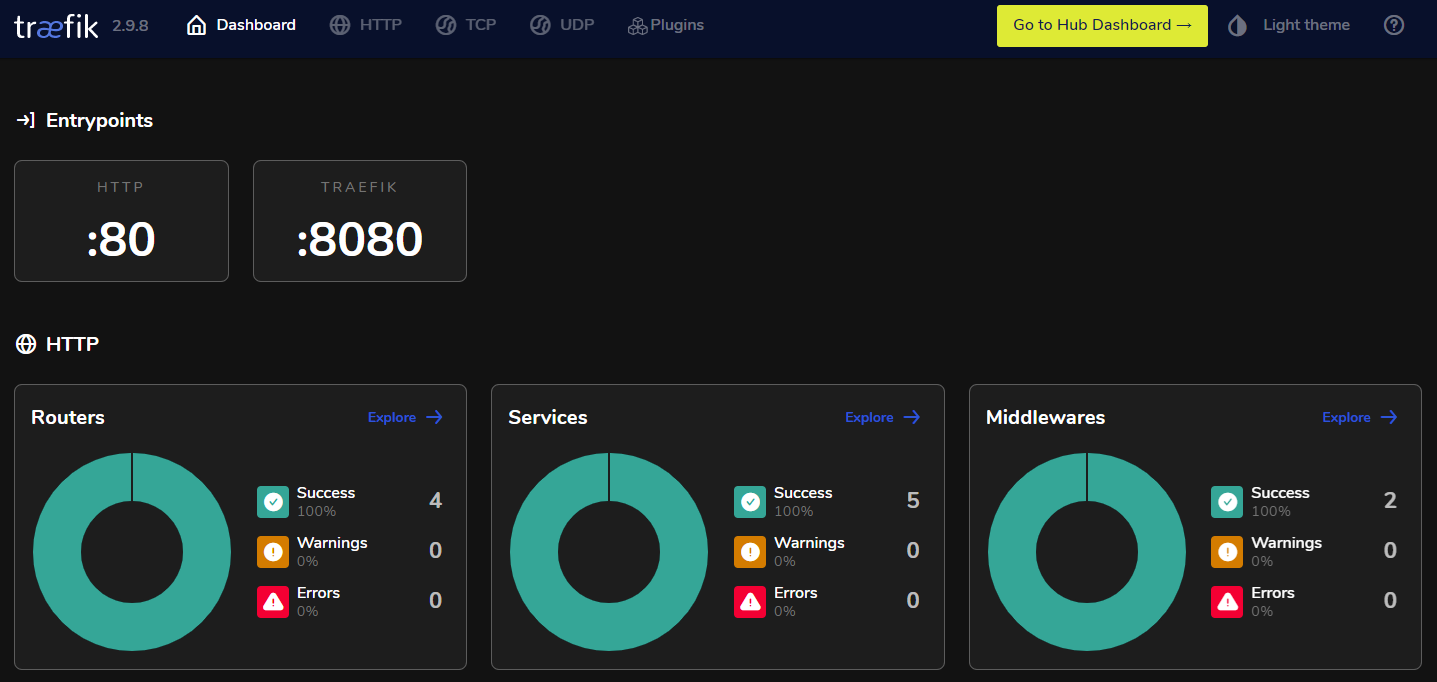 træfik 2.9.8 Dashboard HTTP TCP UDP Plugins Go to Hub Dashboard → Light theme
Entrypoints
HTTP TRAEFIK
:80 :8080
HTTP
Routers Explore
Success 4
100%
Warnings 0
0%
Errors 0
0%
Services Explore
Success 5
100%
Warnings 0
0%
Errors 0
0%
Middlewares Explore
Success 2
100%
Warnings 0
0%
Errors 0
0%